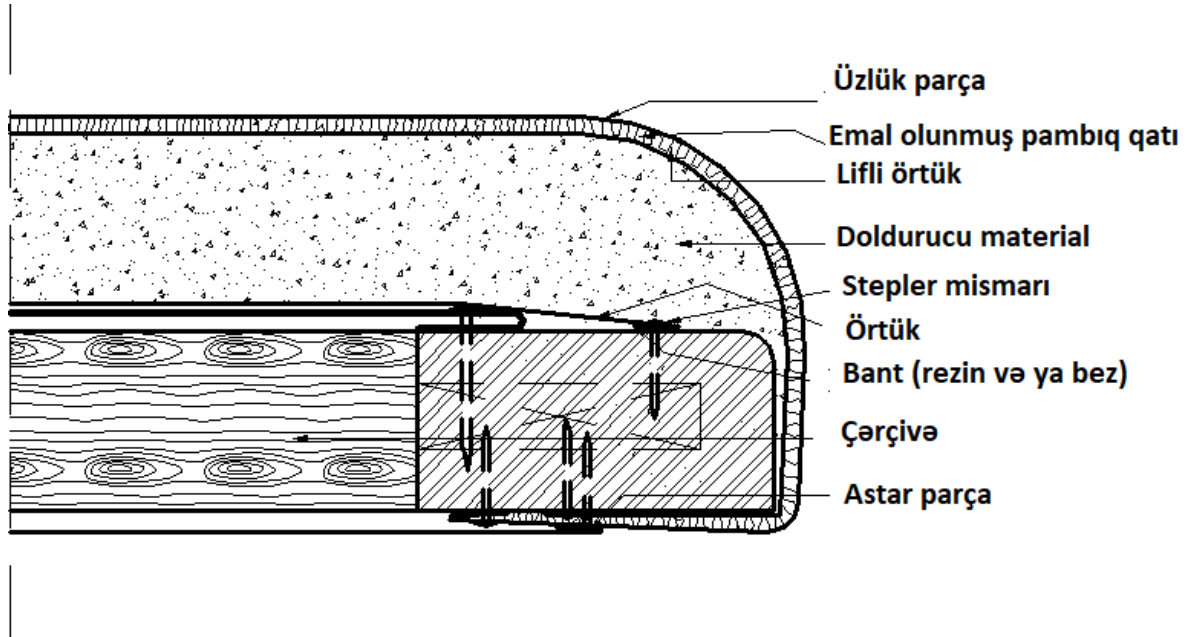 Üzlük parça
Emal olunmuş pambıq qatı
Lifli örtük
Doldurucu material
Stepler mismarı
Örtük
Bant (rezin və ya bez)
Çərçivə
Astar parça